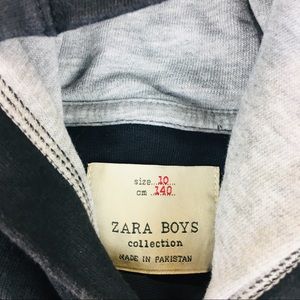 size...10...
cm...140...
ZARA BOYS
collection
MADE IN PAKISTAN